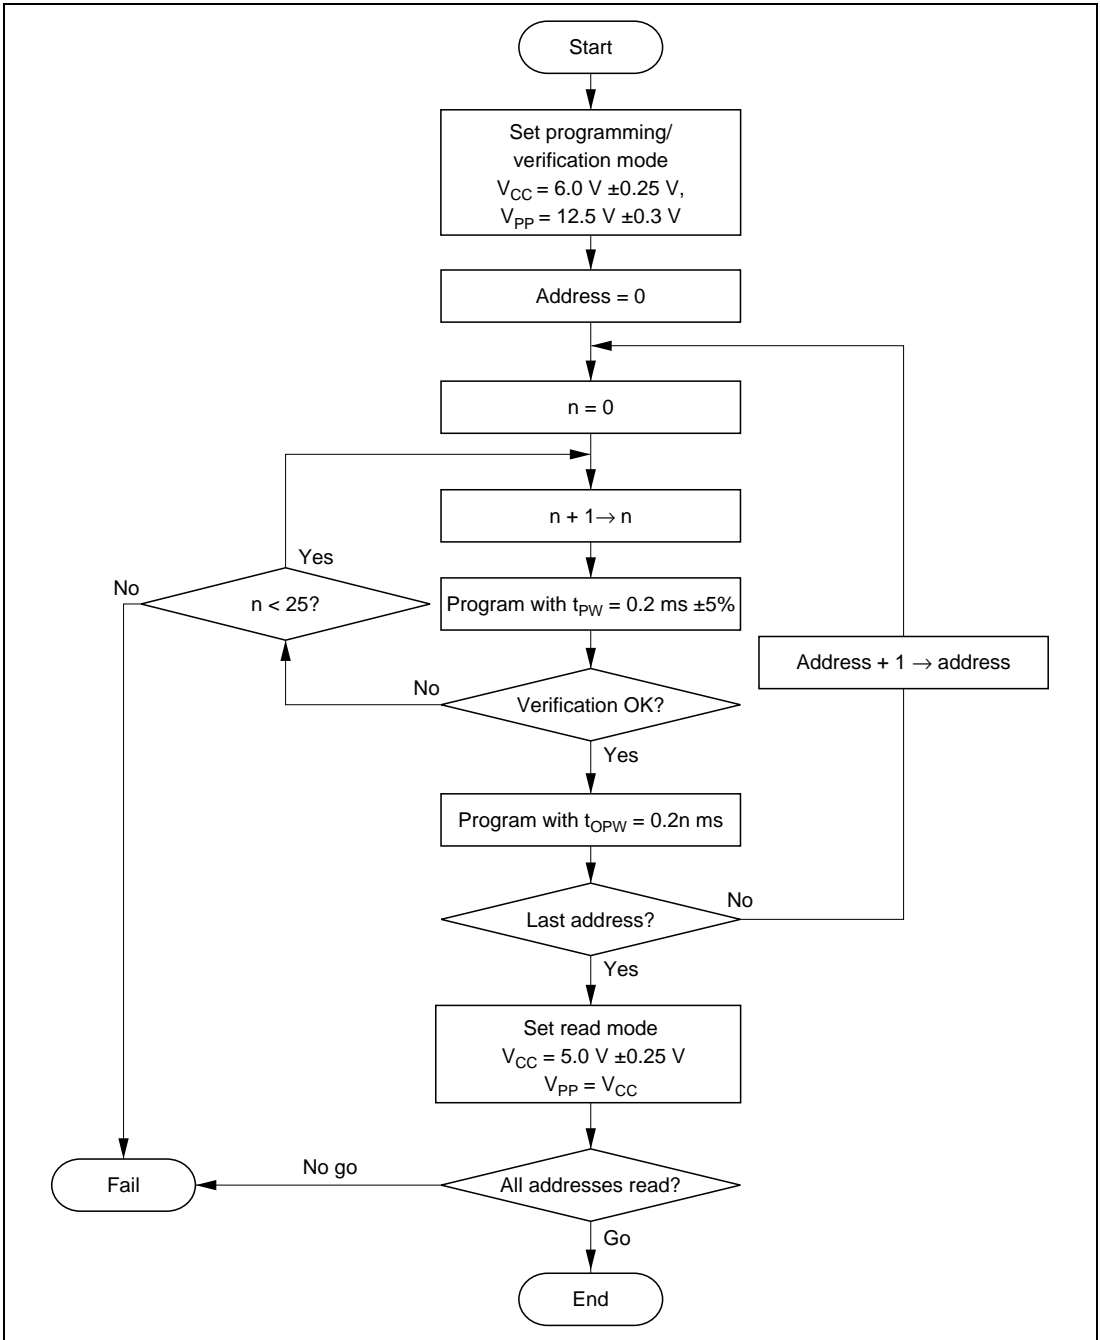 Start
Set programming/
verification mode
VCC = 6.0 V ±0.25 V,
VPP = 12.5 V ±0.3 V
Address = 0
n = 0
n + 1→ n
Yes
No
n < 25?
Program with tPW = 0.2 ms ±5%
Address + 1 → address
No
Verification OK?
Yes
Program with tOPW = 0.2n ms
No
Last address?
Yes
Set read mode
VCC = 5.0 V ±0.25 V
VPP = VCC
No go
Fail
All addresses read?
Go
End